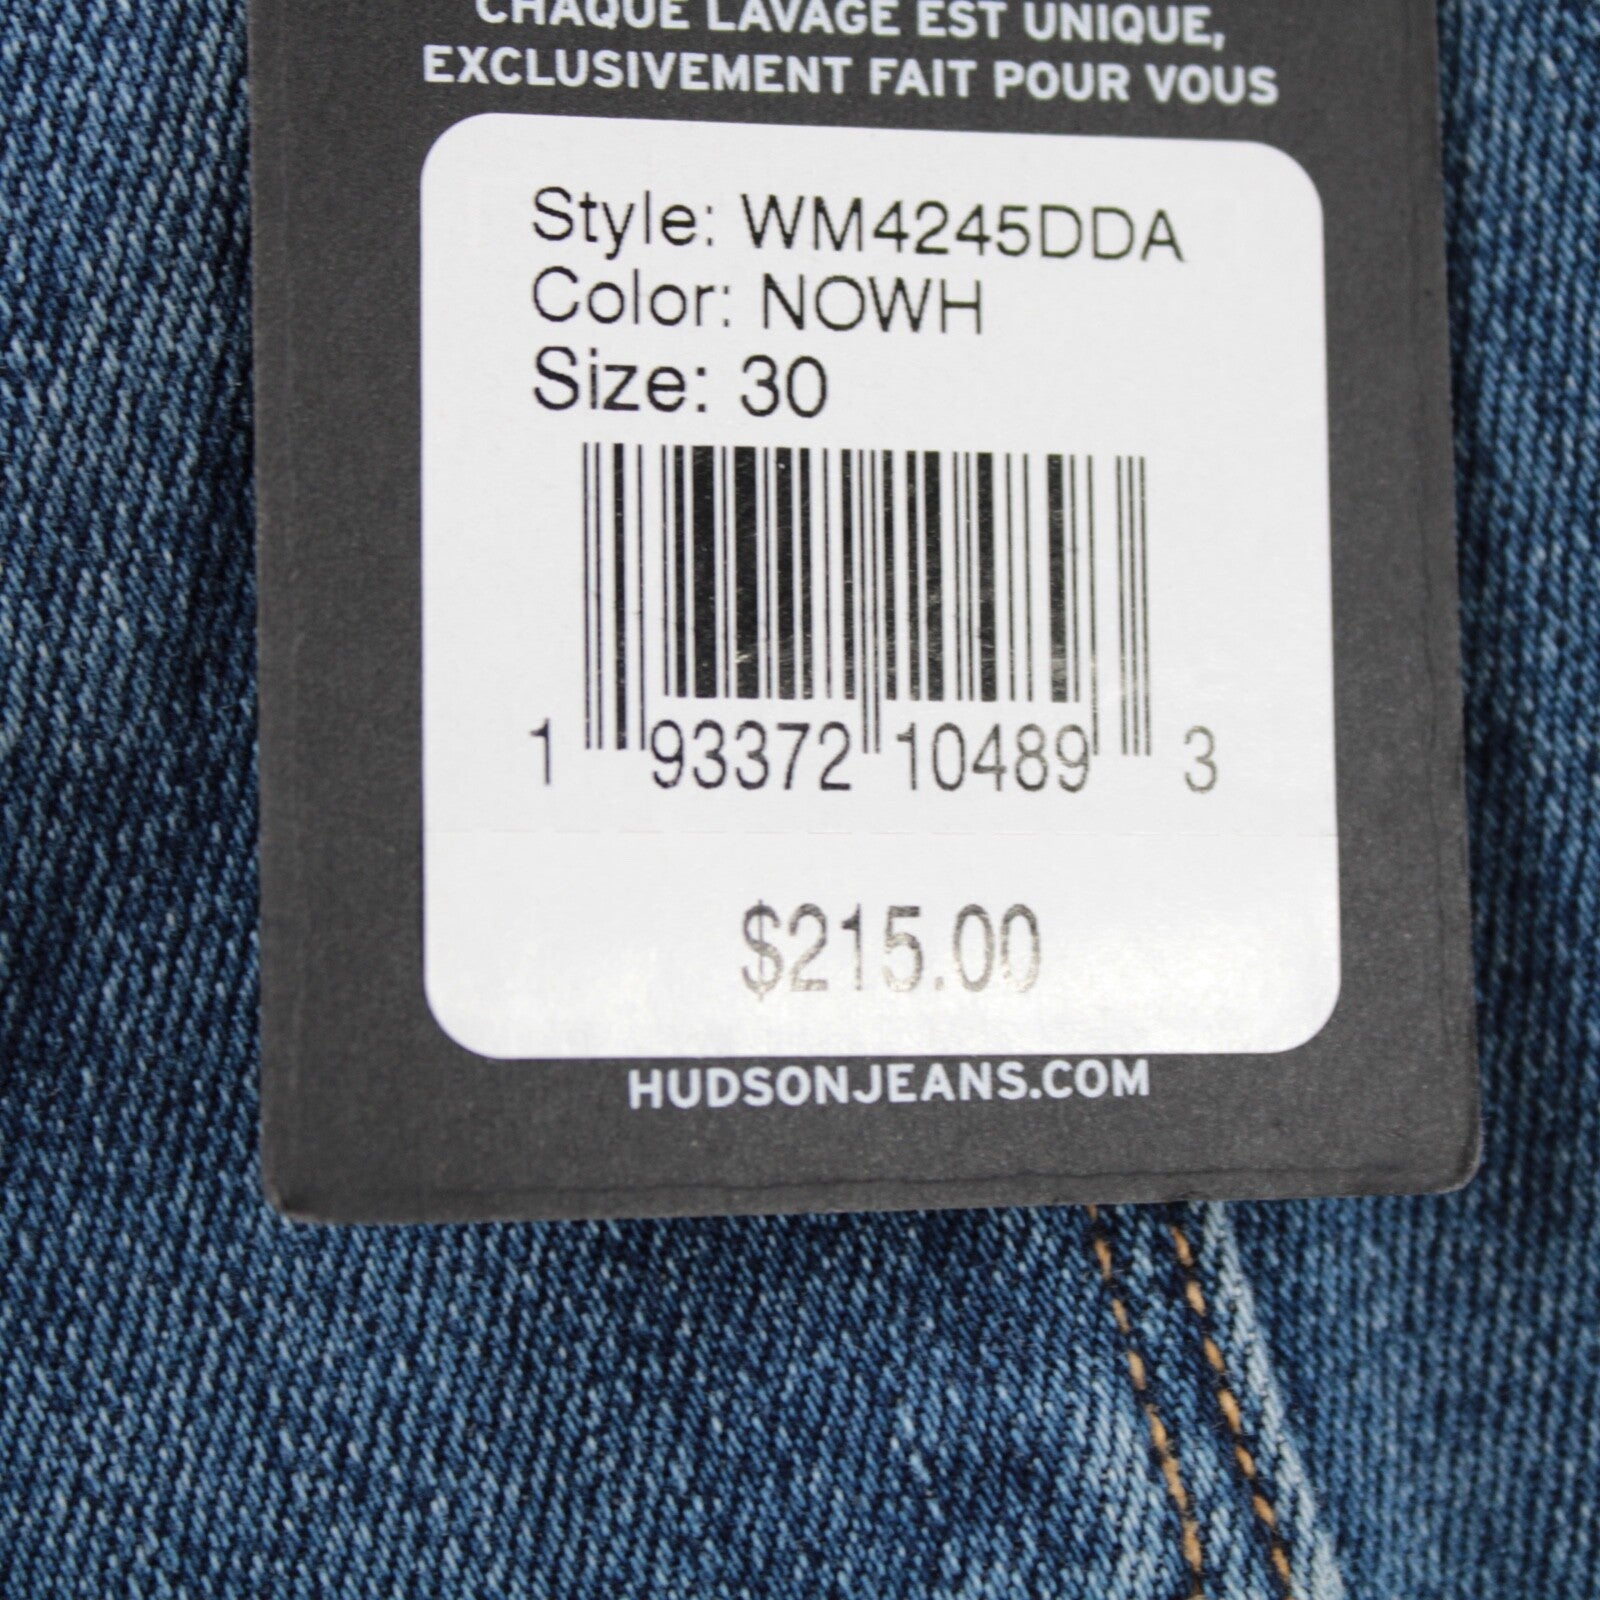 CHAQUE LAVAGE EST UNIQUE,
EXCLUSIVEMENT FAIT POUR VOUS
Style: WM4245DDA
Color: NOWH
Size: 30
1 93372 10489 3
$215.00
HUDSONJEANS.COM